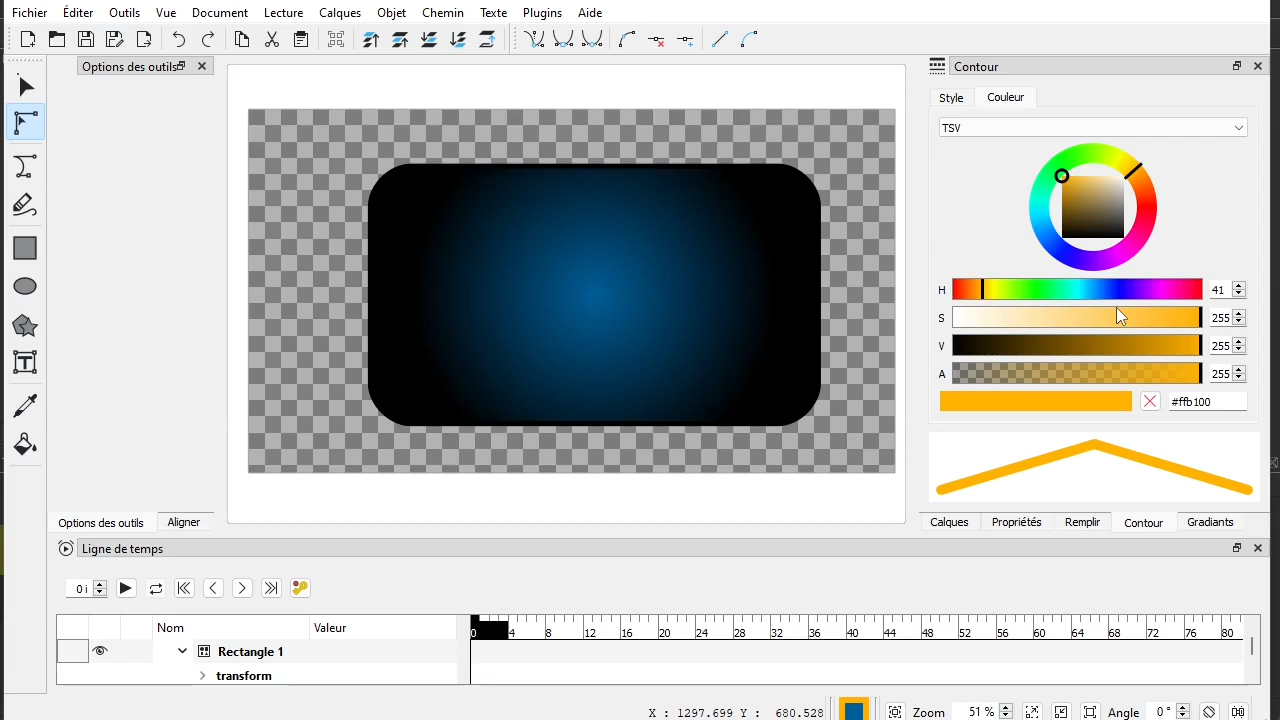 Fichier Éditer Outils Vue Document Lecture Calques Objet Chemin Texte Plugins Aide
Options des outils
Contour
Style Couleur
TSV
H 41
S 255
V 255
A 255
#ffb100
Options des outils Aligner
Calques Propriétés Remplir Contour Gradiants
Ligne de temps
0 i
Nom Valeur
0 4 8 12 16 20 24 28 32 36 40 44 48 52 56 60 64 68 72 76 80
Rectangle 1
transform
X : 1297.699 Y : 680.528 Zoom 51 % Angle 0 °